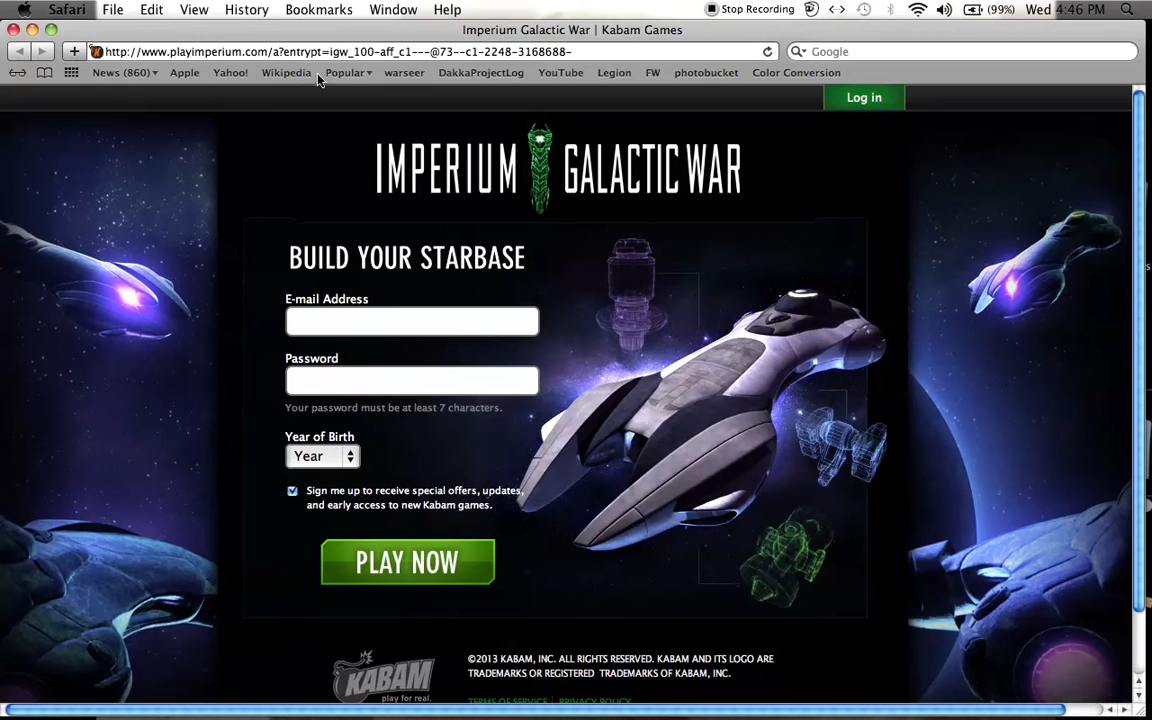 Safari File Edit View History Bookmarks Window Help Stop Recording (99%) Wed 4:46 PM
Imperium Galactic War | Kabam Games
http://www.playimperium.com/a?entrypt=igw_100-aff_c1---@73--c1-2248-3168688- Google
News (860) Apple Yahoo! Wikipedia Popular warseer DakkaProjectLog YouTube Legion FW photobucket Color Conversion
Log in
IMPERIUM GALACTIC WAR
BUILD YOUR STARBASE
E-mail Address
Password
Your password must be at least 7 characters.
Year of Birth
Year
Sign me up to receive special offers, updates,
and early access to new Kabam games.
PLAY NOW
KABAM
play for real.
©2013 KABAM, INC. ALL RIGHTS RESERVED. KABAM AND ITS LOGO ARE
TRADEMARKS OR REGISTERED TRADEMARKS OF KABAM, INC.
TERMS OF SERVICE | PRIVACY POLICY